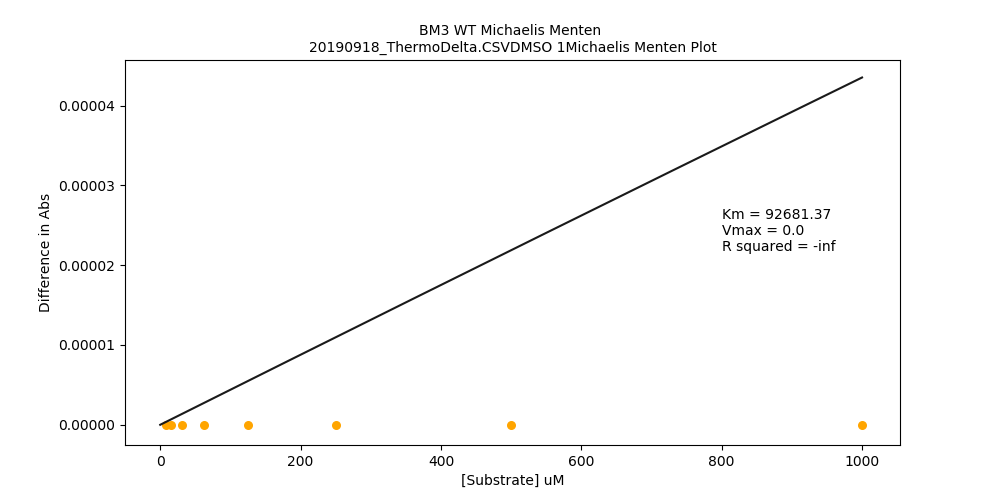 BM3 WT Michaelis Menten
20190918_ThermoDelta.CSVDMSO 1Michaelis Menten Plot
0.00004
0.00003
0.00002
0.00001
0.00000
Difference in Abs
Km = 92681.37
Vmax = 0.0
R squared = -inf
0
200
400
600
800
1000
[Substrate] uM